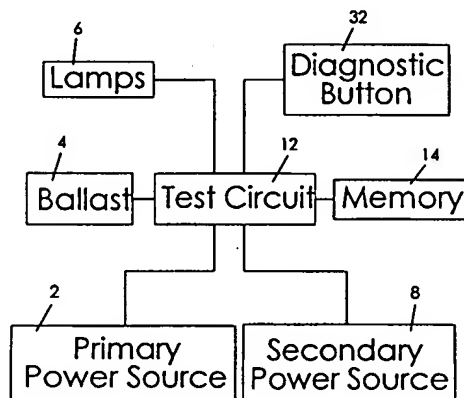 6
Lamps
32
Diagnostic
Button
4
Ballast
12
Test Circuit
14
Memory
2
Primary
Power Source
8
Secondary
Power Source